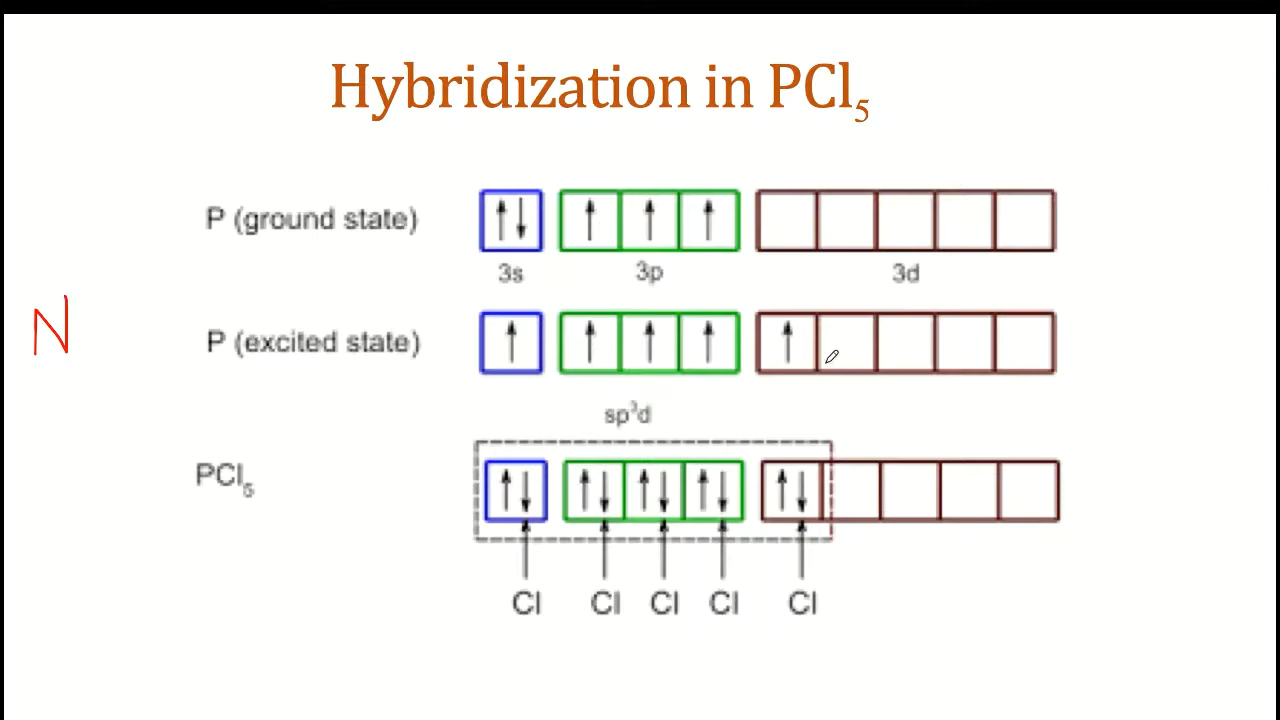 Hybridization in PCl₅
P (ground state)
3s 3p 3d
N
P (excited state)
sp³d
PCl₅
Cl Cl Cl Cl Cl